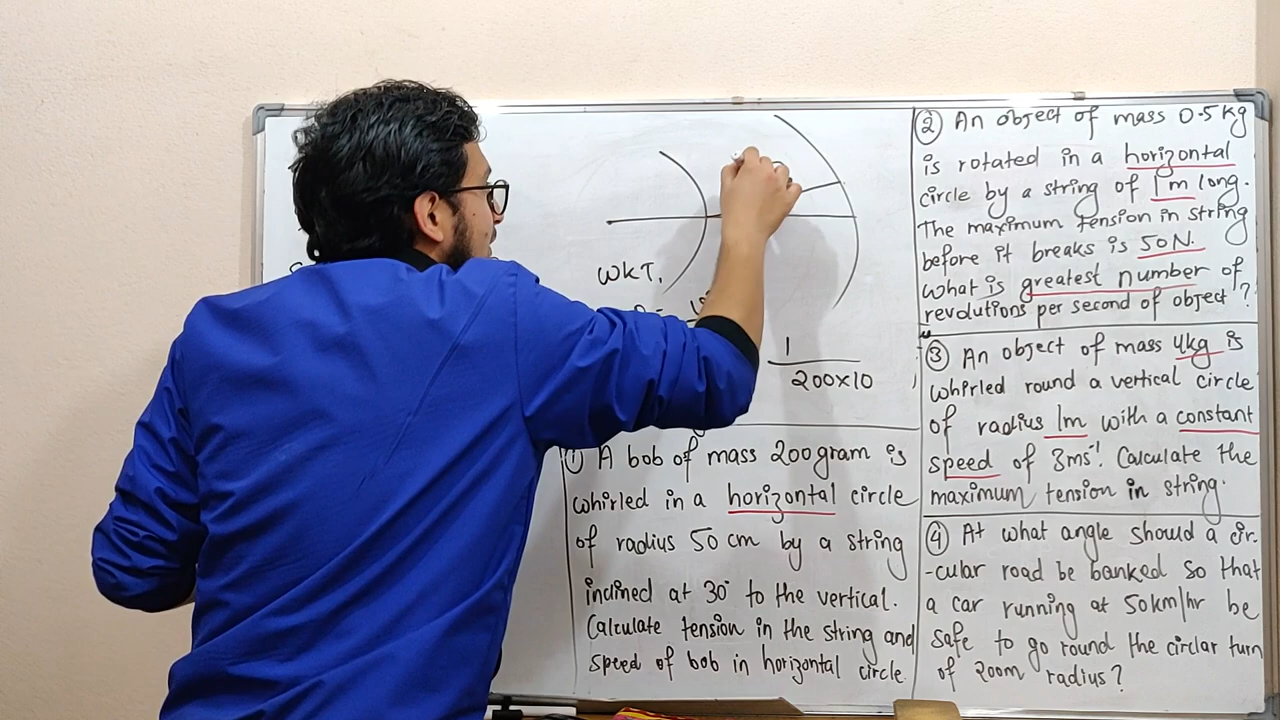 WKT,
1
200×10
① A bob of mass 200gram is
whirled in a horizontal circle
of radius 50 cm by a string
inclined at 30° to the vertical.
Calculate tension in the string and
speed of bob in horizontal circle.
② An object of mass 0.5kg
is rotated in a horizontal
circle by a string of 1m long.
The maximum tension in string
before it breaks is 50N.
What is greatest number of
revolutions per second of object?
③ An object of mass 4kg is
whirled round a vertical circle
of radius 1m with a constant
speed of 3ms⁻¹. Calculate the
maximum tension in string.
④ At what angle should a cir-
-cular road be banked so that
a car running at 50km/hr be
safe to go round the circlar turn
of 200m radius?